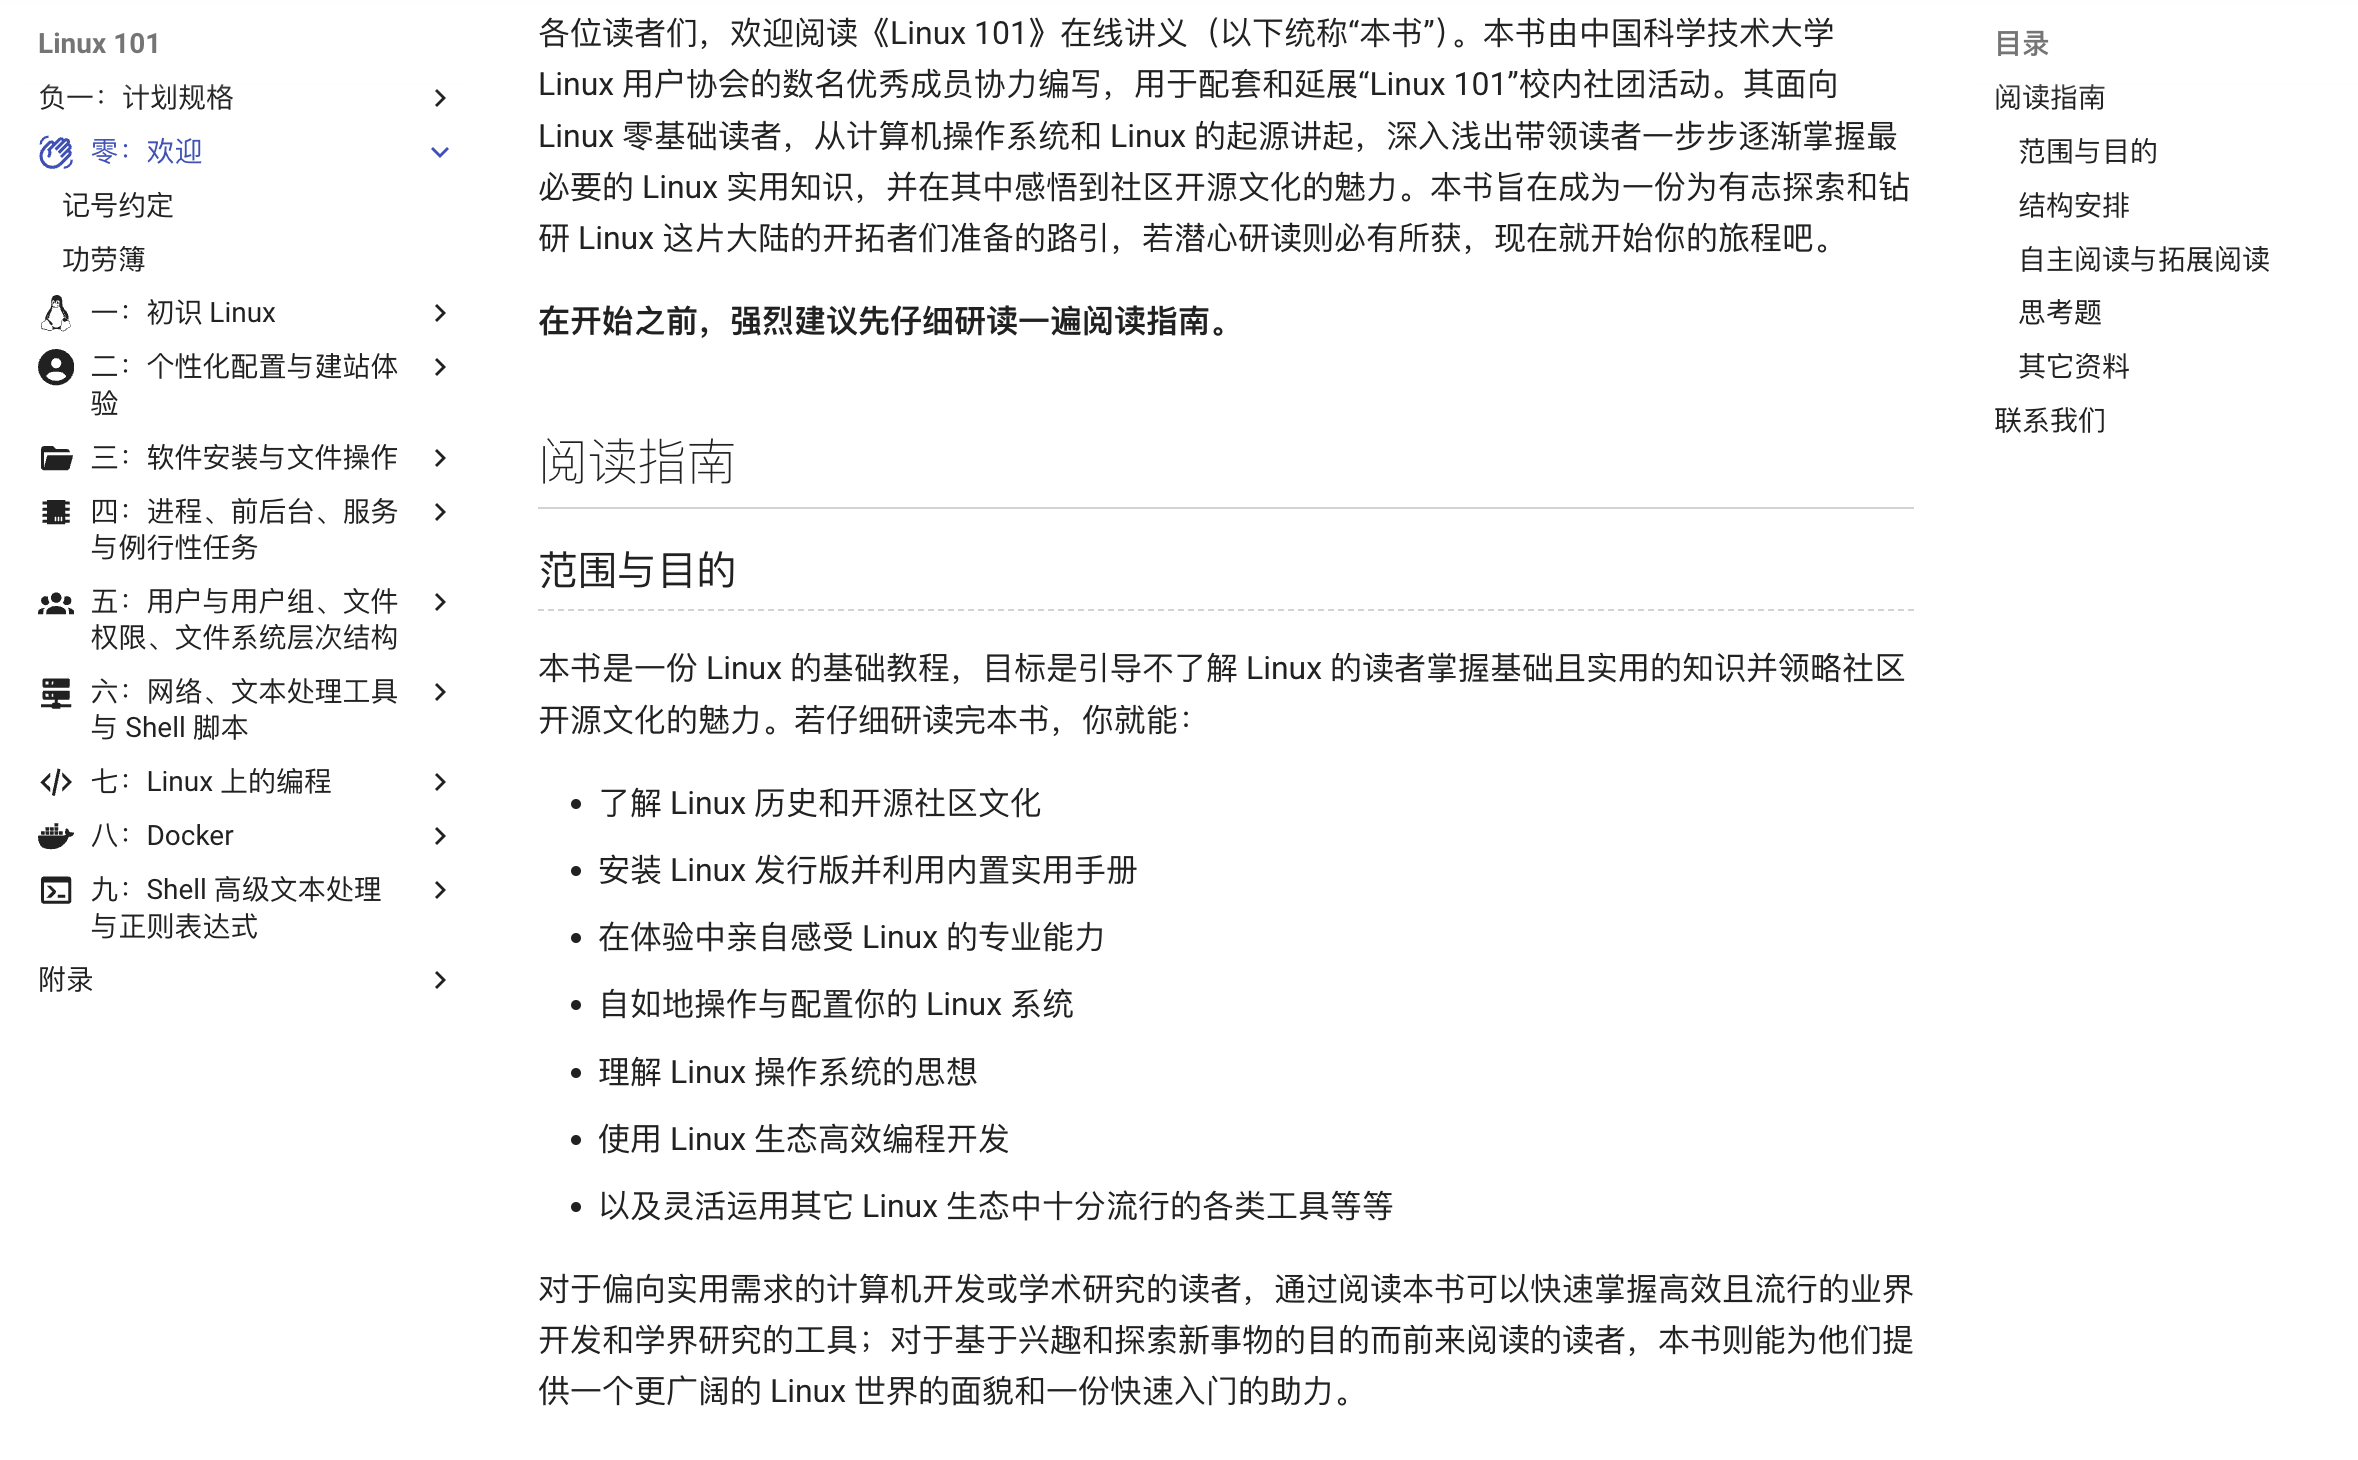 Linux 101
负一：计划规格
零：欢迎
记号约定
功劳簿
一：初识 Linux
二：个性化配置与建站体
验
三：软件安装与文件操作
四：进程、前后台、服务
与例行性任务
五：用户与用户组、文件
权限、文件系统层次结构
六：网络、文本处理工具
与 Shell 脚本
七：Linux 上的编程
八：Docker
九：Shell 高级文本处理
与正则表达式
附录
各位读者们，欢迎阅读《Linux 101》在线讲义（以下统称“本书”）。本书由中国科学技术大学
Linux 用户协会的数名优秀成员协力编写，用于配套和延展“Linux 101”校内社团活动。其面向
Linux 零基础读者，从计算机操作系统和 Linux 的起源讲起，深入浅出带领读者一步步逐渐掌握最
必要的 Linux 实用知识，并在其中感悟到社区开源文化的魅力。本书旨在成为一份为有志探索和钻
研 Linux 这片大陆的开拓者们准备的路引，若潜心研读则必有所获，现在就开始你的旅程吧。
在开始之前，强烈建议先仔细研读一遍阅读指南。
阅读指南
范围与目的
本书是一份 Linux 的基础教程，目标是引导不了解 Linux 的读者掌握基础且实用的知识并领略社区
开源文化的魅力。若仔细研读完本书，你就能：
• 了解 Linux 历史和开源社区文化
• 安装 Linux 发行版并利用内置实用手册
• 在体验中亲自感受 Linux 的专业能力
• 自如地操作与配置你的 Linux 系统
• 理解 Linux 操作系统的思想
• 使用 Linux 生态高效编程开发
• 以及灵活运用其它 Linux 生态中十分流行的各类工具等等
对于偏向实用需求的计算机开发或学术研究的读者，通过阅读本书可以快速掌握高效且流行的业界
开发和学界研究的工具；对于基于兴趣和探索新事物的目的而前来阅读的读者，本书则能为他们提
供一个更广阔的 Linux 世界的面貌和一份快速入门的助力。
目录
阅读指南
范围与目的
结构安排
自主阅读与拓展阅读
思考题
其它资料
联系我们